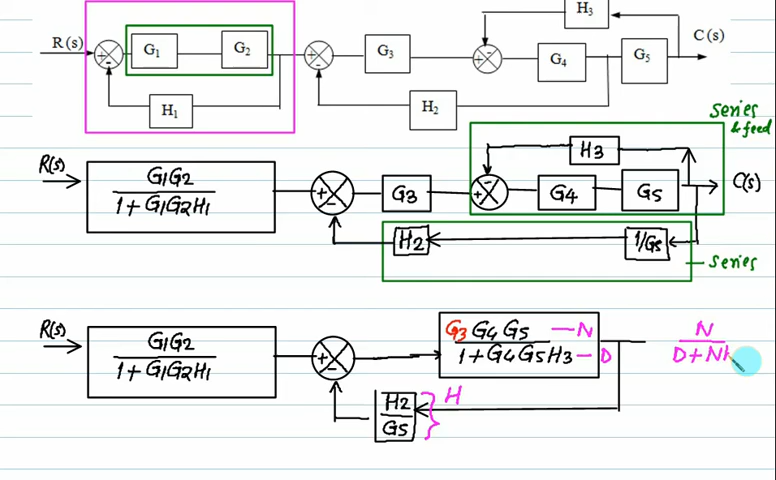 H3
R(s) G1 G2 G3 G4 G5 C(s)
H1 H2
series
& feed
R(s) G1G2 G3 H3 G4 G5 C(s)
1 + G1G2H1
H2 1/G5 series
R(s) G1G2 G3 G4 G5 —N N
1 + G1G2H1 1 + G4G5H3 —D D+NH
H2 H
G5